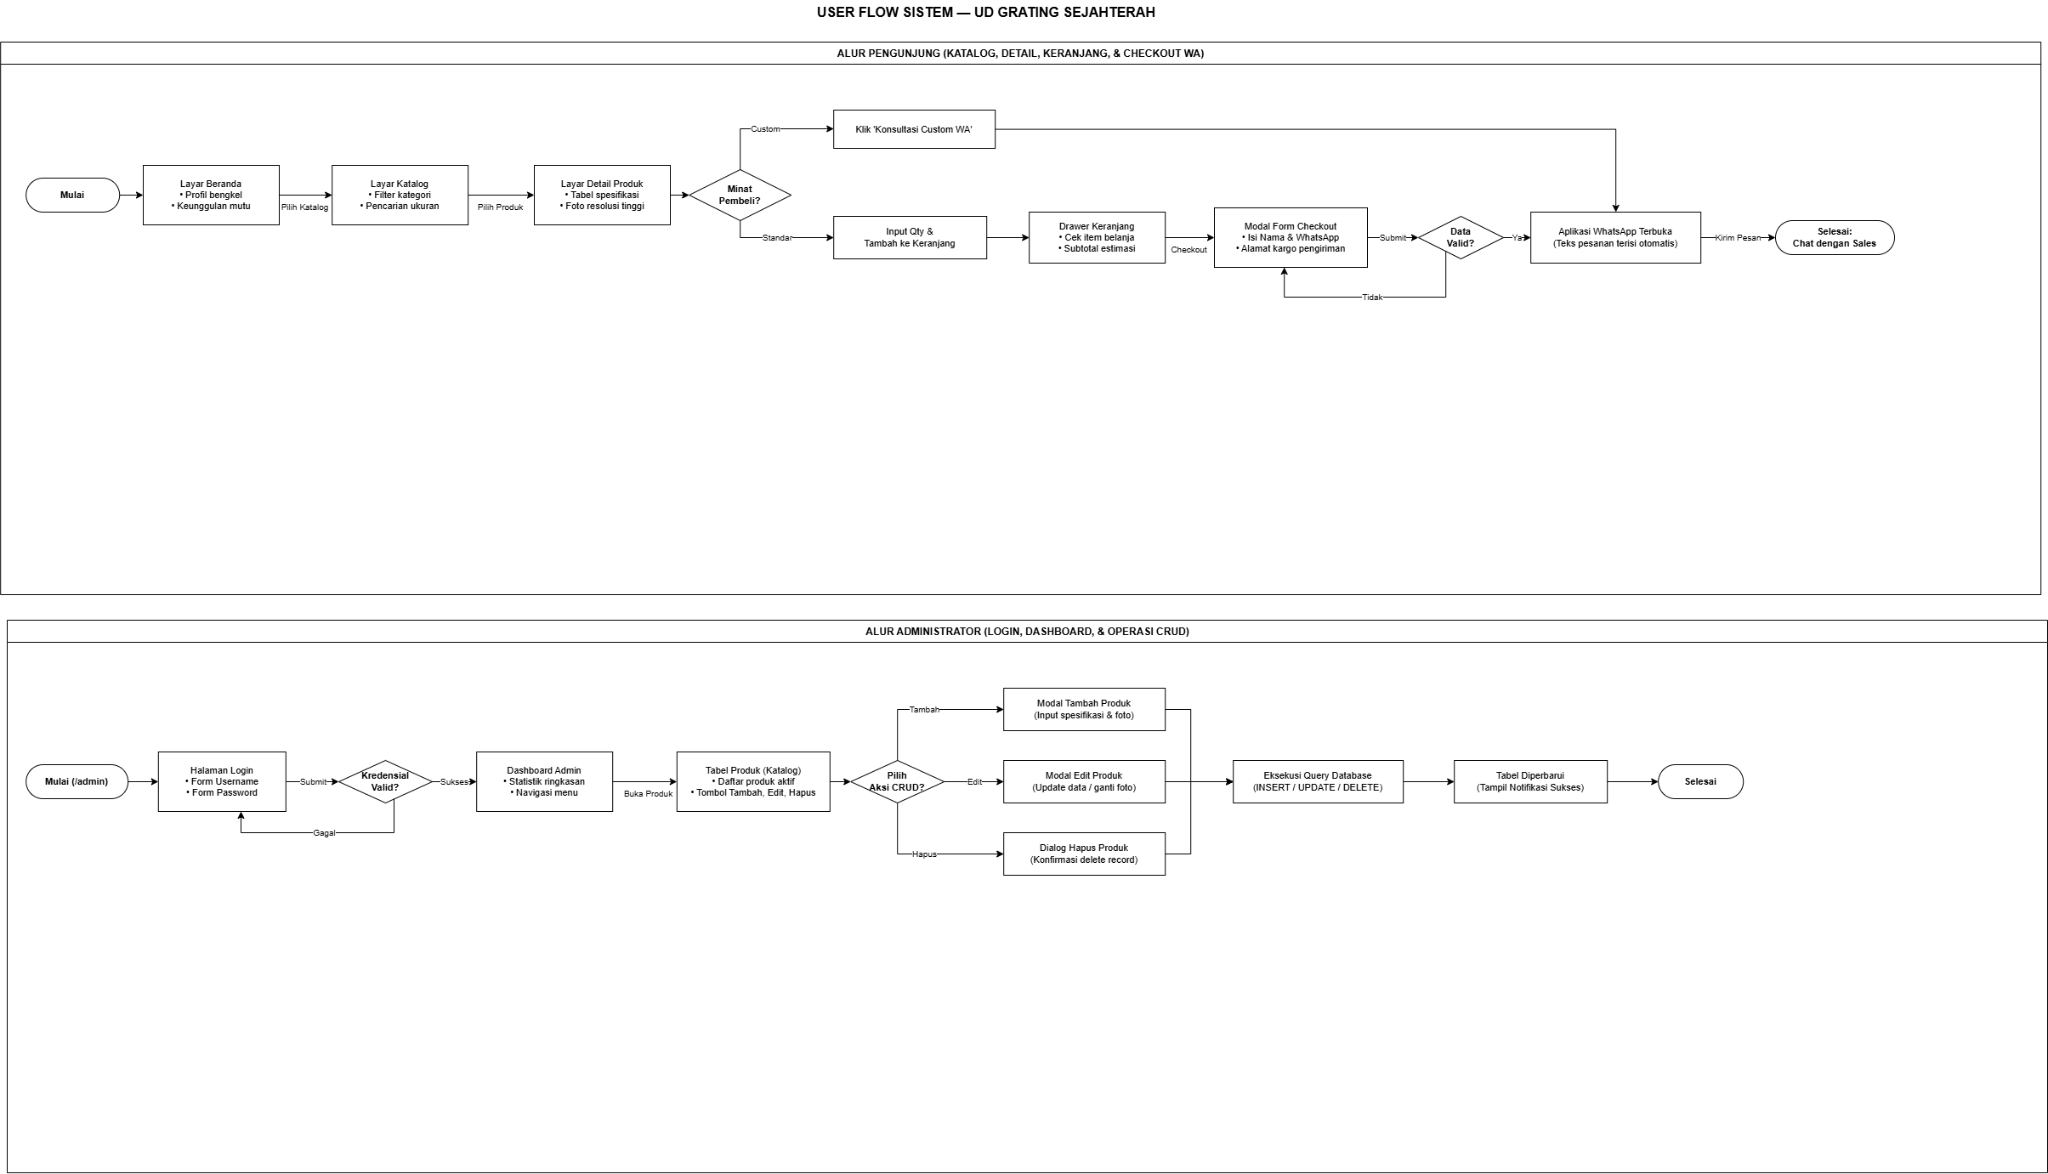 USER FLOW SISTEM — UD GRATING SEJAHTERAH
ALUR PENGUNJUNG (KATALOG, DETAIL, KERANJANG, & CHECKOUT WA)
Mulai
Layar Beranda
• Profil bengkel
• Keunggulan mutu
Pilih Katalog
Layar Katalog
• Filter kategori
• Pencarian ukuran
Pilih Produk
Layar Detail Produk
• Tabel spesifikasi
• Foto resolusi tinggi
Minat
Pembeli?
Custom
Klik 'Konsultasi Custom WA'
Standar
Input Qty &
Tambah ke Keranjang
Drawer Keranjang
• Cek item belanja
• Subtotal estimasi
Checkout
Modal Form Checkout
• Isi Nama & WhatsApp
• Alamat kargo pengiriman
Submit
Data
Valid?
Ya
Tidak
Aplikasi WhatsApp Terbuka
(Teks pesanan terisi otomatis)
Kirim Pesan
Selesai:
Chat dengan Sales
ALUR ADMINISTRATOR (LOGIN, DASHBOARD, & OPERASI CRUD)
Mulai (/admin)
Halaman Login
• Form Username
• Form Password
Submit
Kredensial
Valid?
Gagal
Sukses
Dashboard Admin
• Statistik ringkasan
• Navigasi menu
Buka Produk
Tabel Produk (Katalog)
• Daftar produk aktif
• Tombol Tambah, Edit, Hapus
Pilih
Aksi CRUD?
Tambah
Modal Tambah Produk
(Input spesifikasi & foto)
Edit
Modal Edit Produk
(Update data / ganti foto)
Hapus
Dialog Hapus Produk
(Konfirmasi delete record)
Eksekusi Query Database
(INSERT / UPDATE / DELETE)
Tabel Diperbarui
(Tampil Notifikasi Sukses)
Selesai